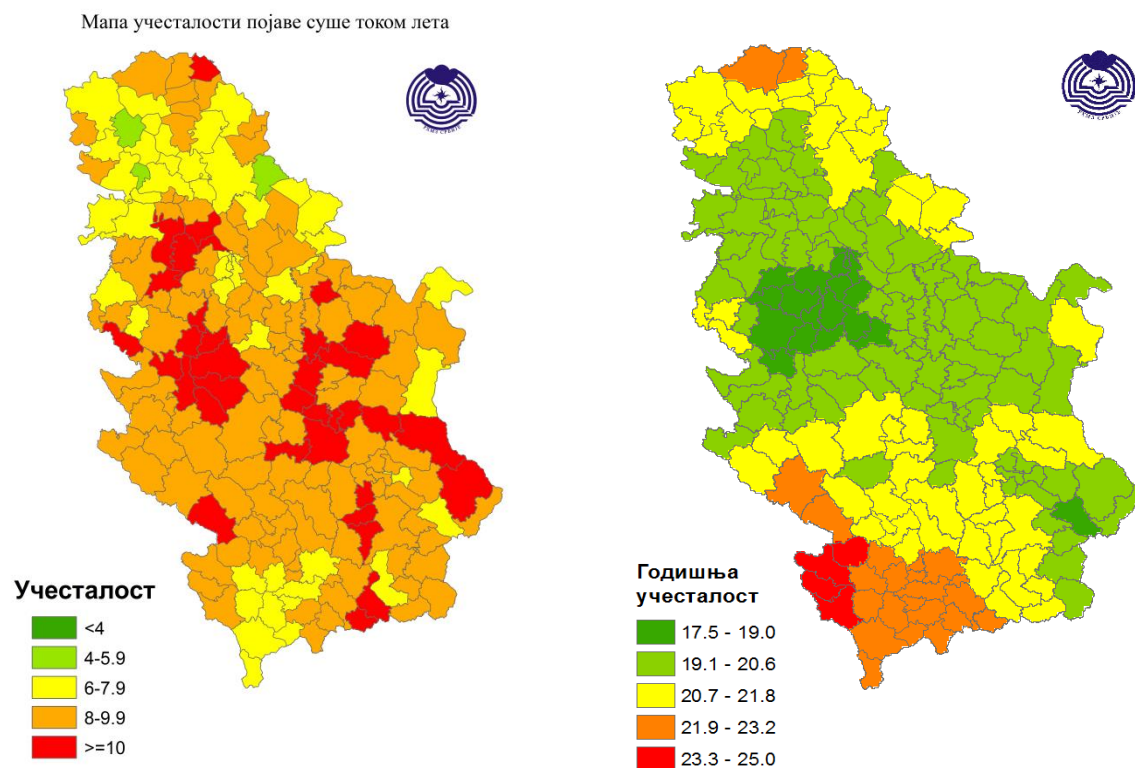 Мапа учесталости појаве суше током лета
Учесталост
<4
4-5.9
6-7.9
8-9.9
>=10
Годишња
учесталост
17.5 - 19.0
19.1 - 20.6
20.7 - 21.8
21.9 - 23.2
23.3 - 25.0